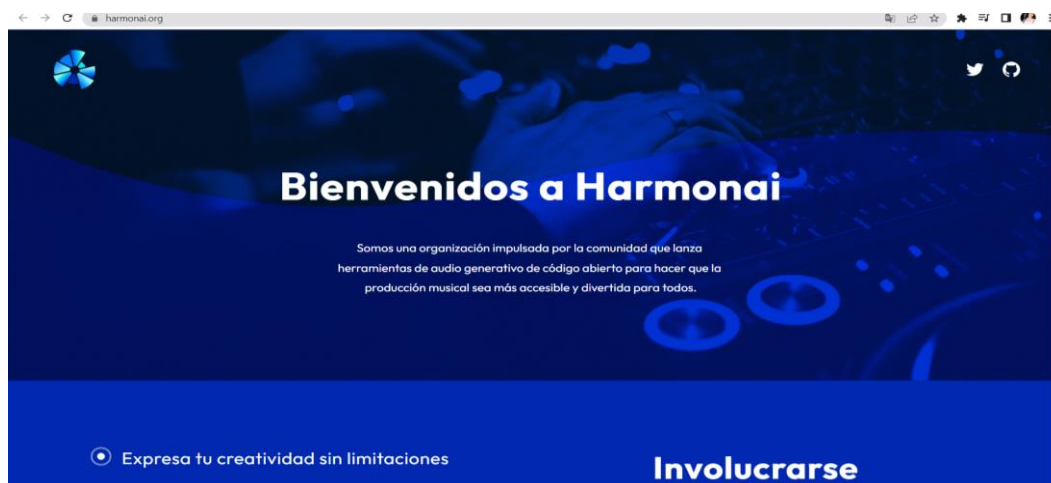 harmonai.org
Bienvenidos a Harmonai
Somos una organización impulsada por la comunidad que lanza
herramientas de audio generativo de código abierto para hacer que la
producción musical sea más accesible y divertida para todos.
Expresa tu creatividad sin limitaciones
Involucrarse